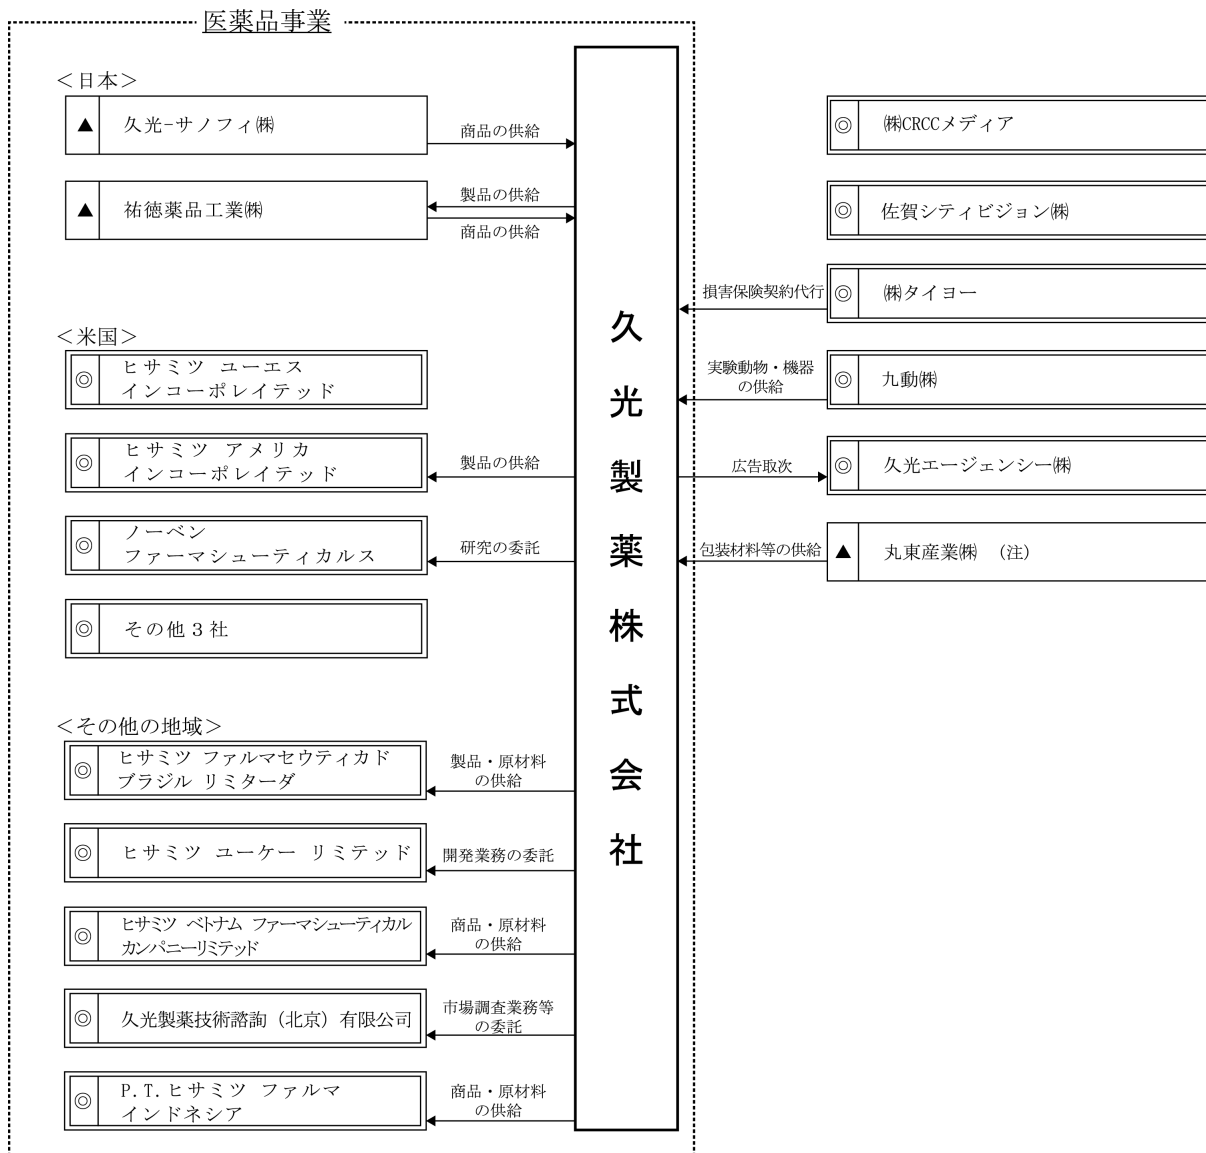 医薬品事業
＜日本＞
▲ 久光-サノフィ㈱
商品の供給
▲ 祐徳薬品工業㈱
製品の供給
商品の供給
＜米国＞
◎ ヒサミツ ユーエス
インコーポレイテッド
◎ ヒサミツ アメリカ
インコーポレイテッド
製品の供給
◎ ノーベン
ファーマシューティカルス
研究の委託
◎ その他３社
＜その他の地域＞
◎ ヒサミツ ファルマセウティカド
ブラジル リミターダ
製品・原材料
の供給
◎ ヒサミツ ユーケー リミテッド
開発業務の委託
◎ ヒサミツ ベトナム ファーマシューティカル
カンパニーリミテッド
商品・原材料
の供給
◎ 久光製薬技術諮詢（北京）有限公司
市場調査業務等
の委託
◎ P.T.ヒサミツ ファルマ
インドネシア
商品・原材料
の供給
久光製薬株式会社
◎ ㈱CRCCメディア
◎ 佐賀シティビジョン㈱
損害保険契約代行
◎ ㈱タイヨー
実験動物・機器
の供給
◎ 九動㈱
広告取次
◎ 久光エージェンシー㈱
包装材料等の供給
▲ 丸東産業㈱ （注）